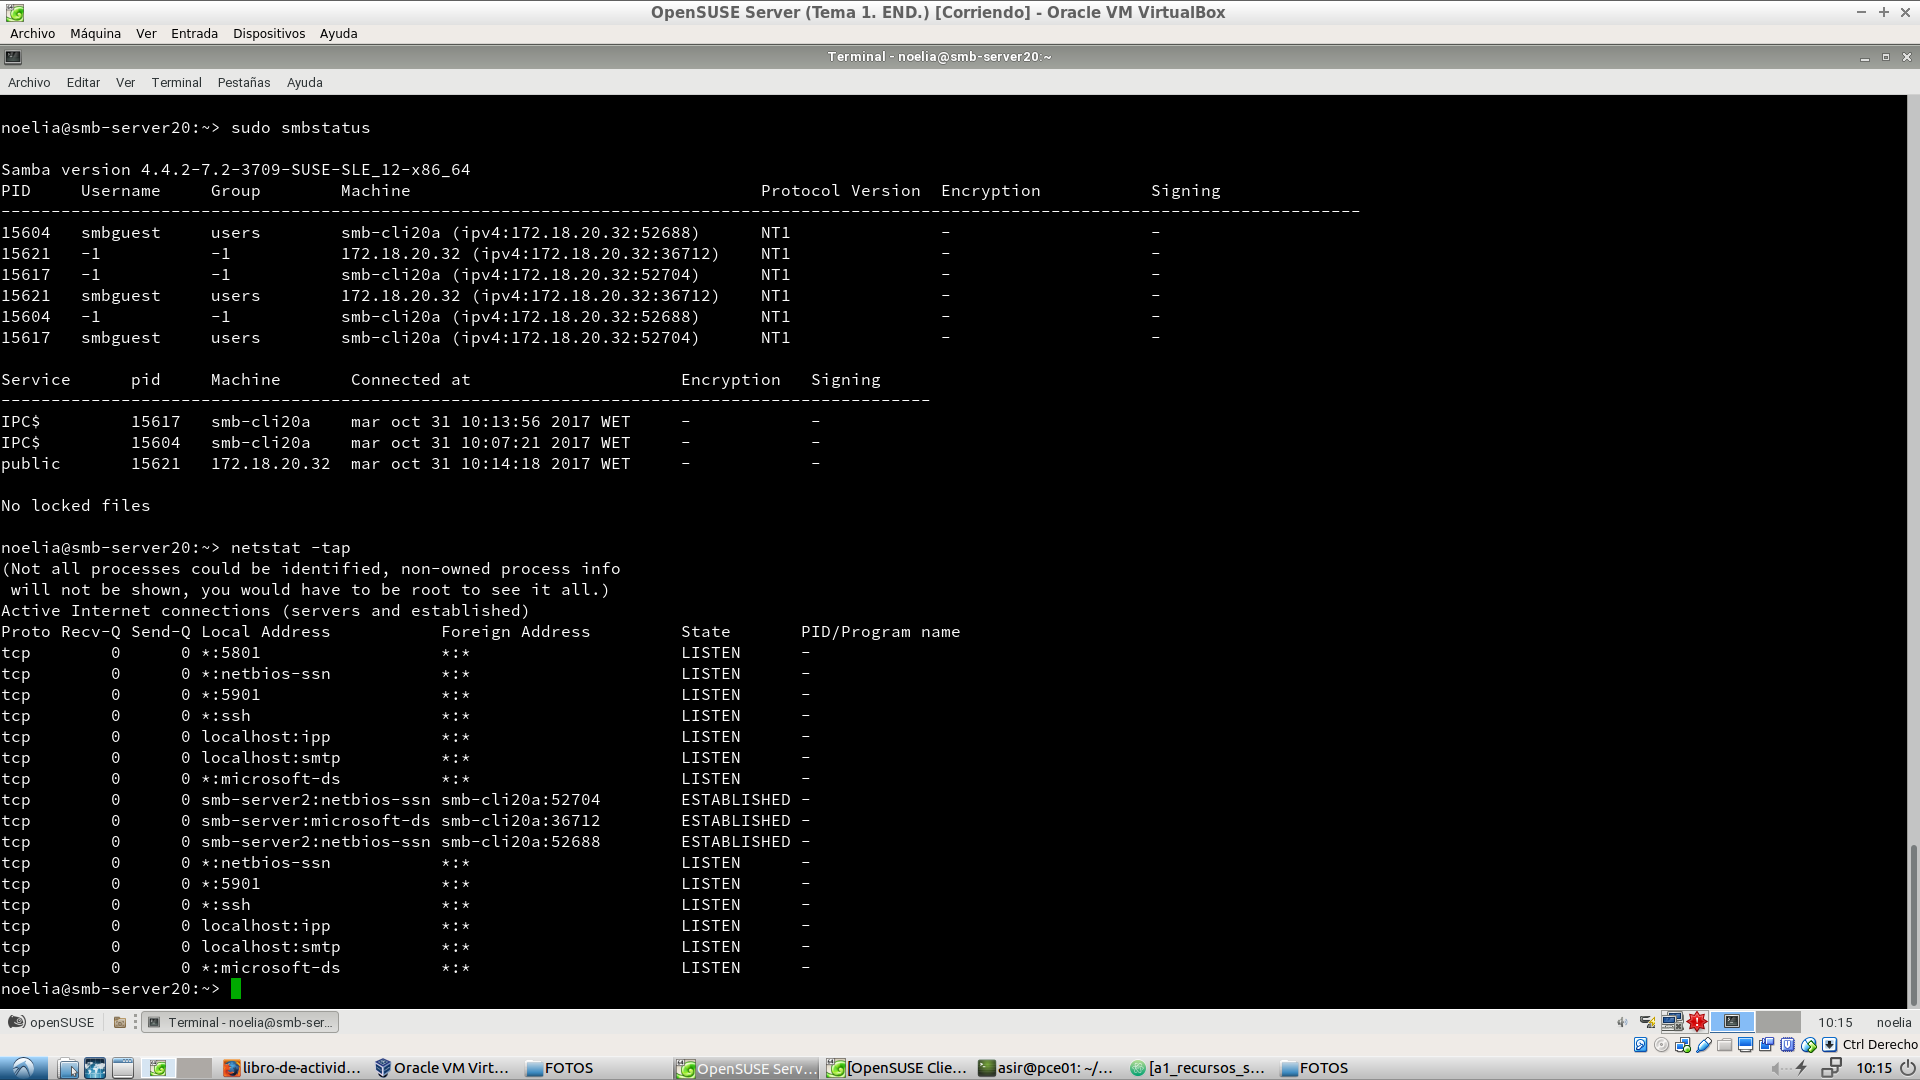 OpenSUSE Server (Tema 1. END.) [Corriendo] - Oracle VM VirtualBox
Archivo Máquina Ver Entrada Dispositivos Ayuda
Terminal - noelia@smb-server20:~
Archivo Editar Ver Terminal Pestañas Ayuda
noelia@smb-server20:~> sudo smbstatus
Samba version 4.4.2-7.2-3709-SUSE-SLE_12-x86_64
PID Username Group Machine Protocol Version Encryption Signing
----------------------------------------------------------------------------------------------------------------------------------------
15604 smbguest users smb-cli20a (ipv4:172.18.20.32:52688) NT1 - -
15621 -1 -1 172.18.20.32 (ipv4:172.18.20.32:36712) NT1 - -
15617 -1 -1 smb-cli20a (ipv4:172.18.20.32:52704) NT1 - -
15621 smbguest users 172.18.20.32 (ipv4:172.18.20.32:36712) NT1 - -
15604 -1 -1 smb-cli20a (ipv4:172.18.20.32:52688) NT1 - -
15617 smbguest users smb-cli20a (ipv4:172.18.20.32:52704) NT1 - -
Service pid Machine Connected at Encryption Signing
---------------------------------------------------------------------------------------------
IPC$ 15617 smb-cli20a mar oct 31 10:13:56 2017 WET - -
IPC$ 15604 smb-cli20a mar oct 31 10:07:21 2017 WET - -
public 15621 172.18.20.32 mar oct 31 10:14:18 2017 WET - -
No locked files
noelia@smb-server20:~> netstat -tap
(Not all processes could be identified, non-owned process info
will not be shown, you would have to be root to see it all.)
Active Internet connections (servers and established)
Proto Recv-Q Send-Q Local Address Foreign Address State PID/Program name
tcp 0 0 *:5801 *:* LISTEN -
tcp 0 0 *:netbios-ssn *:* LISTEN -
tcp 0 0 *:5901 *:* LISTEN -
tcp 0 0 *:ssh *:* LISTEN -
tcp 0 0 localhost:ipp *:* LISTEN -
tcp 0 0 localhost:smtp *:* LISTEN -
tcp 0 0 *:microsoft-ds *:* LISTEN -
tcp 0 0 smb-server2:netbios-ssn smb-cli20a:52704 ESTABLISHED -
tcp 0 0 smb-server:microsoft-ds smb-cli20a:36712 ESTABLISHED -
tcp 0 0 smb-server2:netbios-ssn smb-cli20a:52688 ESTABLISHED -
tcp 0 0 *:netbios-ssn *:* LISTEN -
tcp 0 0 *:5901 *:* LISTEN -
tcp 0 0 *:ssh *:* LISTEN -
tcp 0 0 localhost:ipp *:* LISTEN -
tcp 0 0 localhost:smtp *:* LISTEN -
tcp 0 0 *:microsoft-ds *:* LISTEN -
noelia@smb-server20:~>
openSUSE Terminal - noelia@smb-ser... 10:15 noelia
Ctrl Derecho
libro-de-activid... Oracle VM Virt... FOTOS OpenSUSE Serv... [OpenSUSE Clie... asir@pce01: ~/... [a1_recursos_s... FOTOS 10:15